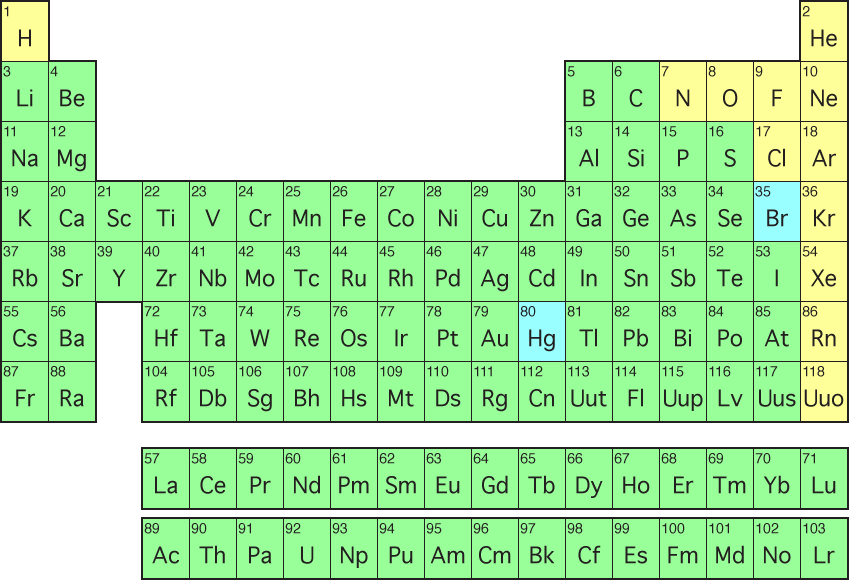 1 2
H He
3 4 5 6 7 8 9 10
Li Be B C N O F Ne
11 12 13 14 15 16 17 18
Na Mg Al Si P S Cl Ar
19 20 21 22 23 24 25 26 27 28 29 30 31 32 33 34 35 36
K Ca Sc Ti V Cr Mn Fe Co Ni Cu Zn Ga Ge As Se Br Kr
37 38 39 40 41 42 43 44 45 46 47 48 49 50 51 52 53 54
Rb Sr Y Zr Nb Mo Tc Ru Rh Pd Ag Cd In Sn Sb Te I Xe
55 56 72 73 74 75 76 77 78 79 80 81 82 83 84 85 86
Cs Ba Hf Ta W Re Os Ir Pt Au Hg Tl Pb Bi Po At Rn
87 88 104 105 106 107 108 109 110 111 112 113 114 115 116 117 118
Fr Ra Rf Db Sg Bh Hs Mt Ds Rg Cn Uut Fl Uup Lv Uus Uuo
57 58 59 60 61 62 63 64 65 66 67 68 69 70 71
La Ce Pr Nd Pm Sm Eu Gd Tb Dy Ho Er Tm Yb Lu
89 90 91 92 93 94 95 96 97 98 99 100 101 102 103
Ac Th Pa U Np Pu Am Cm Bk Cf Es Fm Md No Lr